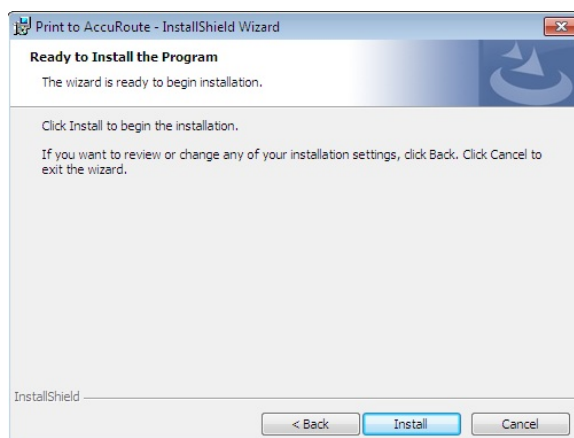 Print to AccuRoute - InstallShield Wizard
Ready to Install the Program
The wizard is ready to begin installation.
Click Install to begin the installation.
If you want to review or change any of your installation settings, click Back. Click Cancel to
exit the wizard.
InstallShield
< Back
Install
Cancel